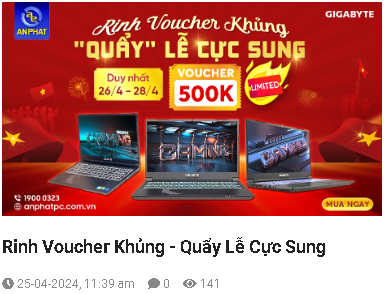 ANPHAT
Rinh Voucher Khủng
GIGABYTE
"QUẨY" LỄ CỰC SUNG
Duy nhất
26/4 - 28/4
VOUCHER
500K
LIMITED
1900 0323
anphatpc.com.vn
MUA NGAY
Rinh Voucher Khủng - Quẩy Lễ Cực Sung
25-04-2024, 11:39 am 0 141